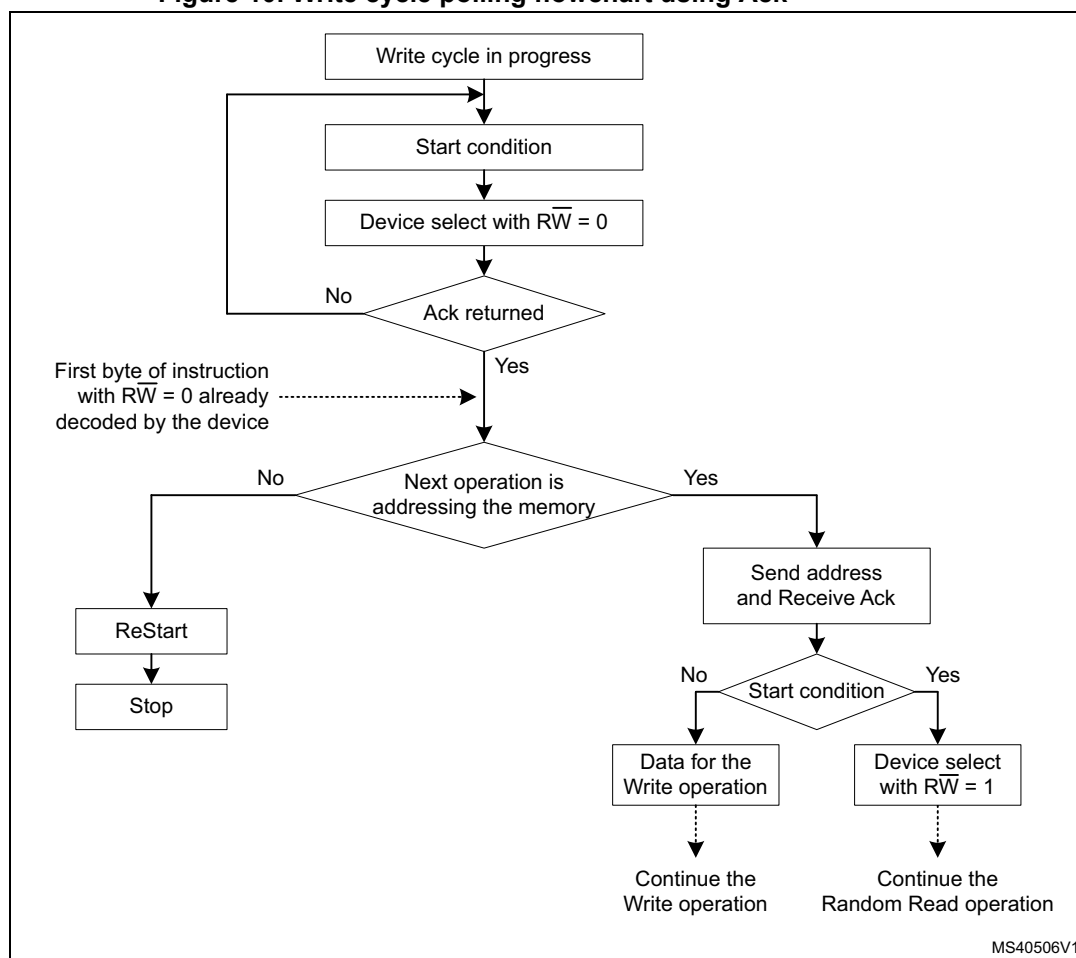 Figure 10. Write cycle polling flowchart using Ack
Write cycle in progress
Start condition
Device select with RW̅ = 0
No
Ack returned
Yes
First byte of instruction
with RW̅ = 0 already
decoded by the device
No
Next operation is
addressing the memory
Yes
Send address
and Receive Ack
ReStart
No
Start condition
Yes
Stop
Data for the
Write operation
Device select
with RW̅ = 1
Continue the
Write operation
Continue the
Random Read operation
MS40506V1